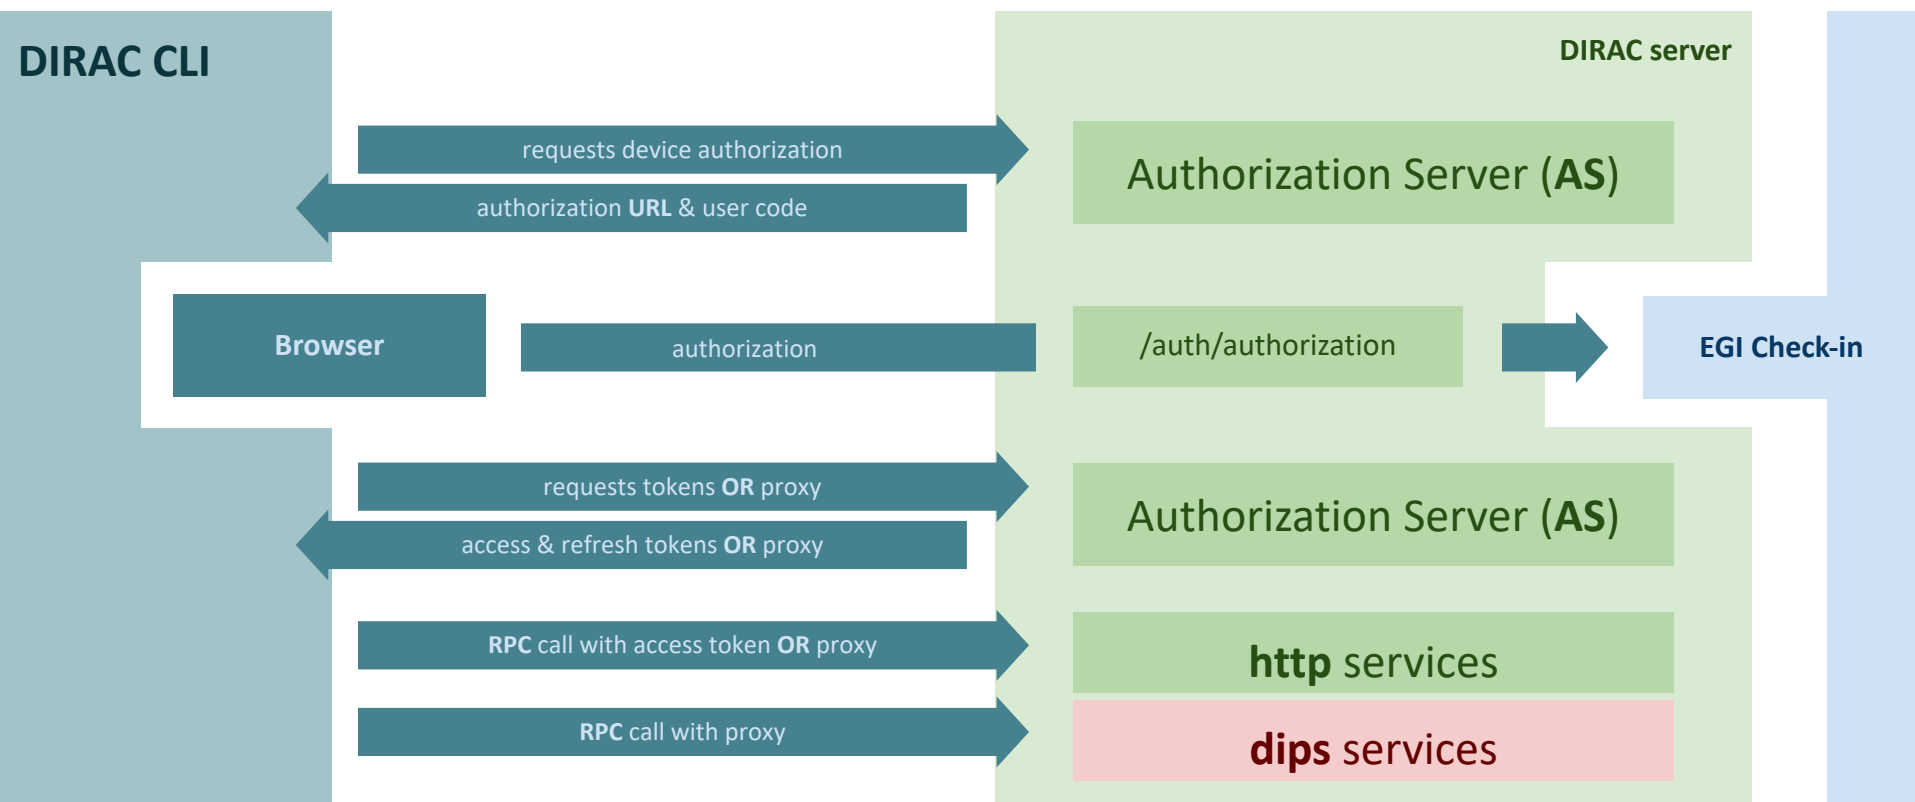 DIRAC CLI
DIRAC server
requests device authorization
Authorization Server (AS)
authorization URL & user code
Browser
authorization
/auth/authorization
EGI Check-in
requests tokens OR proxy
Authorization Server (AS)
access & refresh tokens OR proxy
RPC call with access token OR proxy
http services
RPC call with proxy
dips services